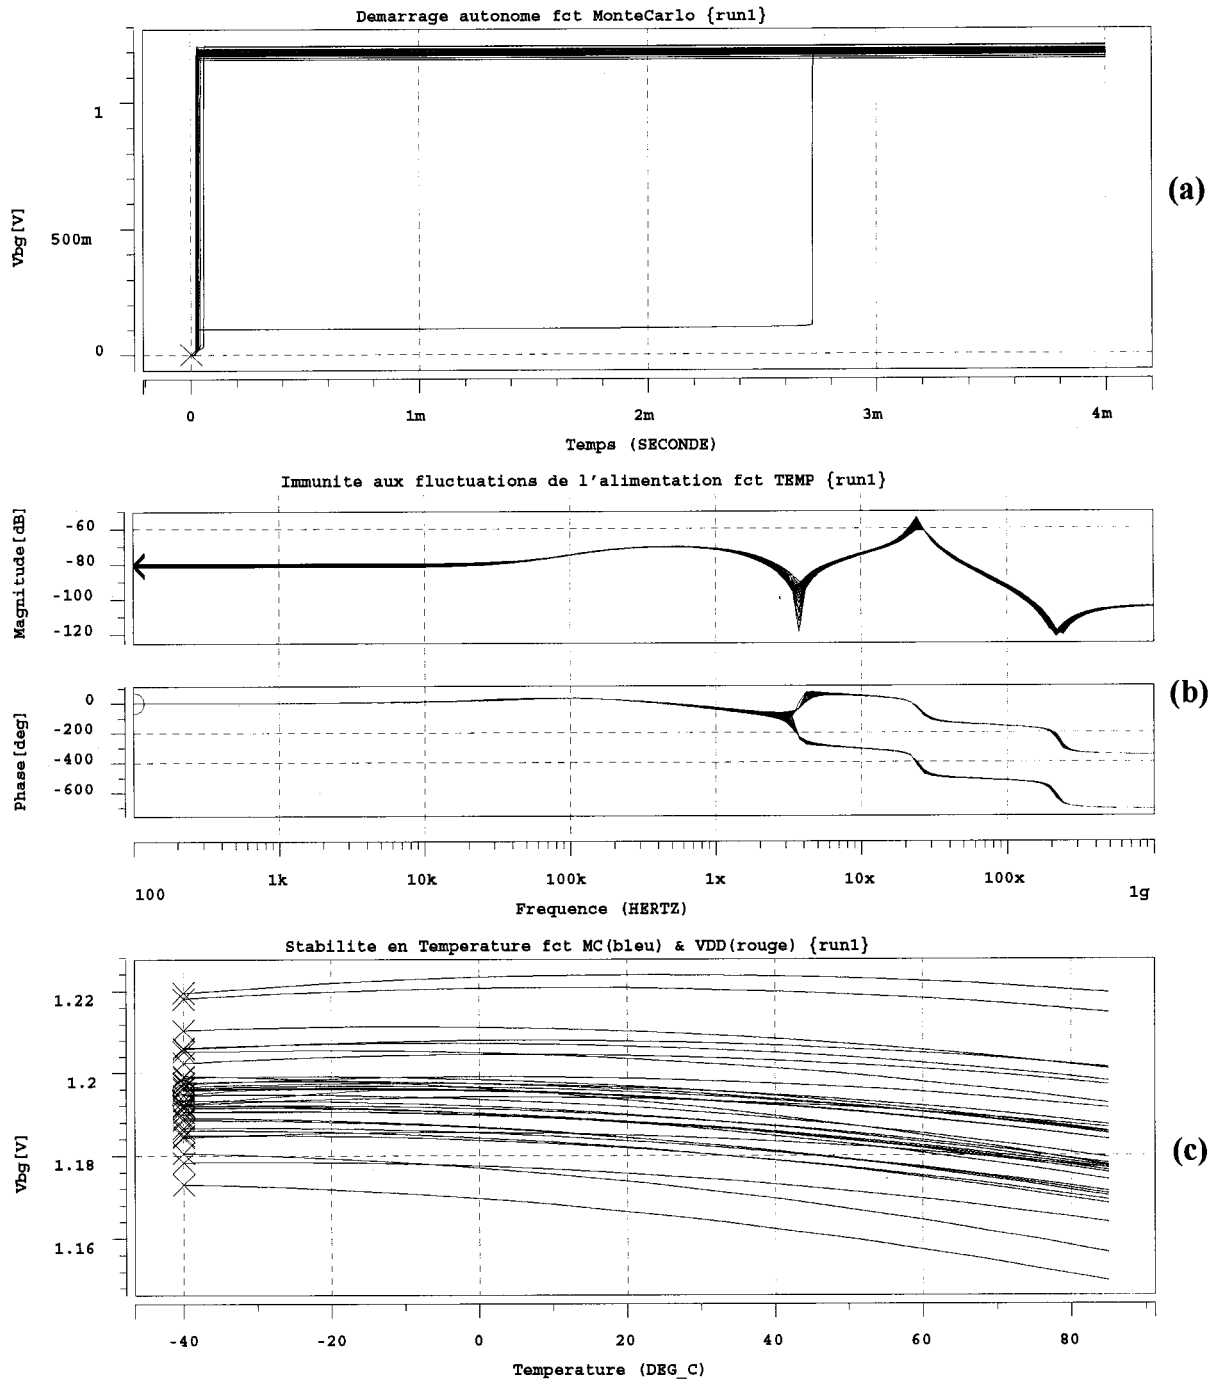 Demarrage autonome fct MonteCarlo {run1}
1
500m
0
Vbg[V]
(a)
0 1m 2m 3m 4m
Temps (SECONDE)
Immunite aux fluctuations de l'alimentation fct TEMP {run1}
-60
-80
-100
-120
Magnitude[dB]
0
-200
-400
-600
Phase[deg]
(b)
100 1k 10k 100k 1x 10x 100x 1g
Frequence (HERTZ)
Stabilite en Temperature fct MC(bleu) & VDD(rouge) {run1}
1.22
1.2
1.18
1.16
Vbg[V]
(c)
-40 -20 0 20 40 60 80
Temperature (DEG_C)